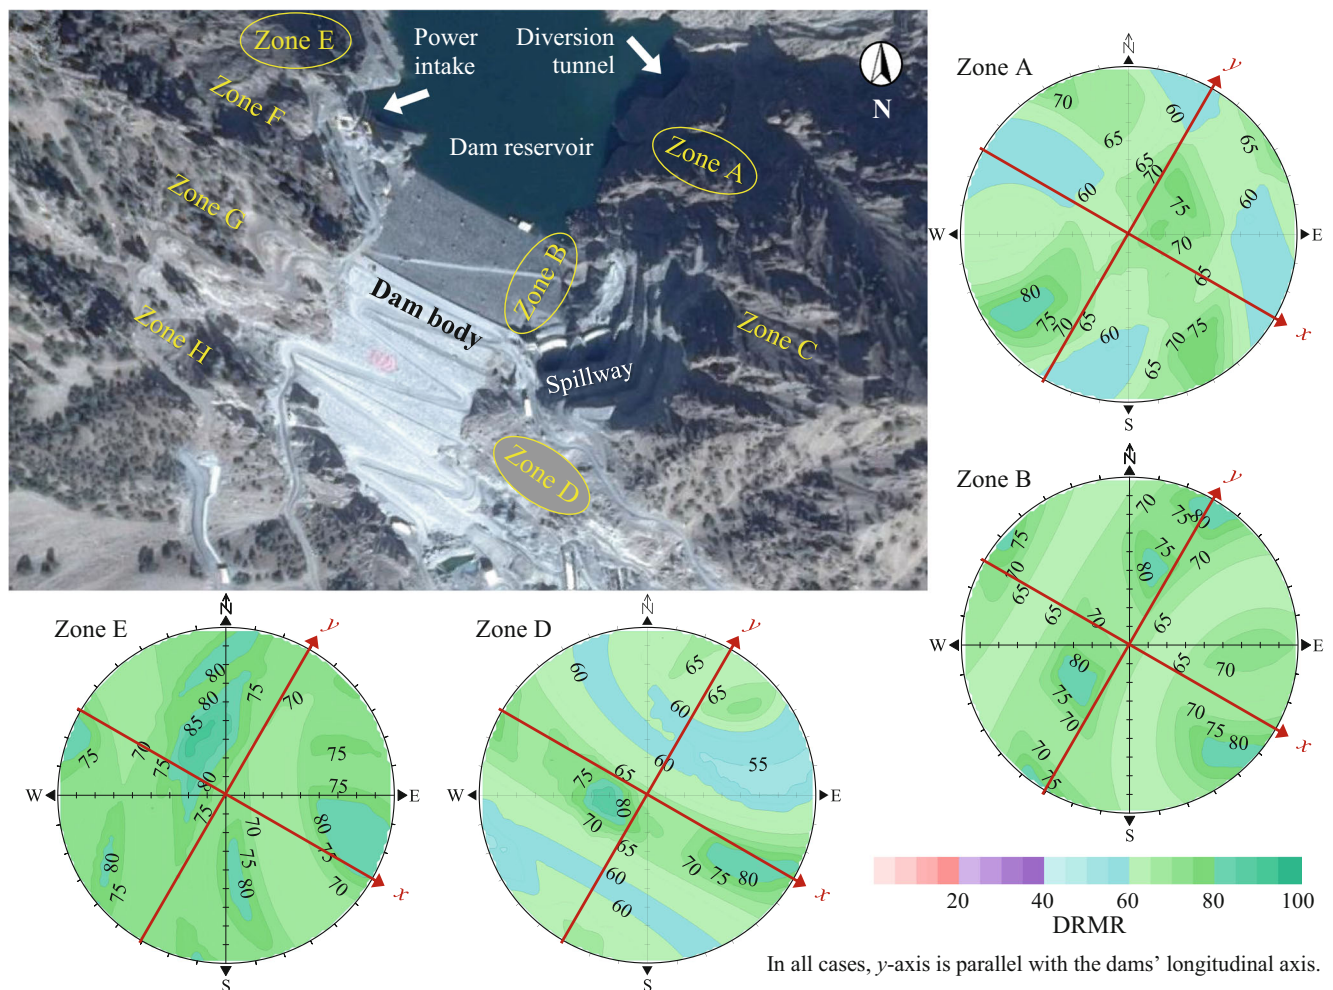 Zone E
Power
intake
Diversion
tunnel
N
Zone F
Dam reservoir
Zone A
Zone G
Zone B
Dam body
Zone H
Zone C
Spillway
Zone D
Zone A
N
y
70
60
65
65
65
70
60
75
60
W
E
70
65
80
75
70
65
60
x
75
70
65
S
Zone B
N
y
70
75
80
75
75
80
70
70
65
65
70
65
W
E
80
65
70
75
70
70
75
80
x
70
75
S
Zone E
N
y
80
75
80
70
85
75
70
75
75
80
75
W
E
75
80
70
75
80
75
75
80
70
x
S
Zone D
N
y
60
65
65
60
60
55
75
65
W
E
80
70
65
70
75
80
60
60
x
S
20
40
60
80
100
DRMR
In all cases, y-axis is parallel with the dams' longitudinal axis.